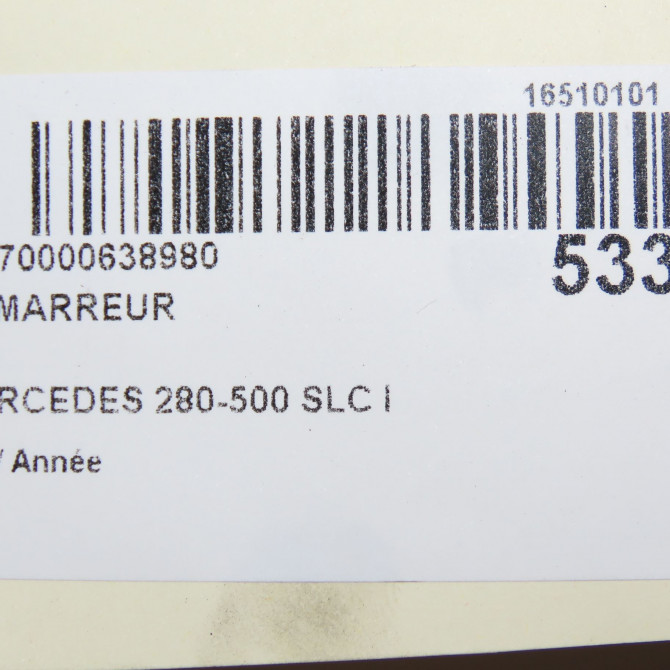 16510101
70000638980
533
MARREUR
RCEDES 280-500 SLC I
/ Année